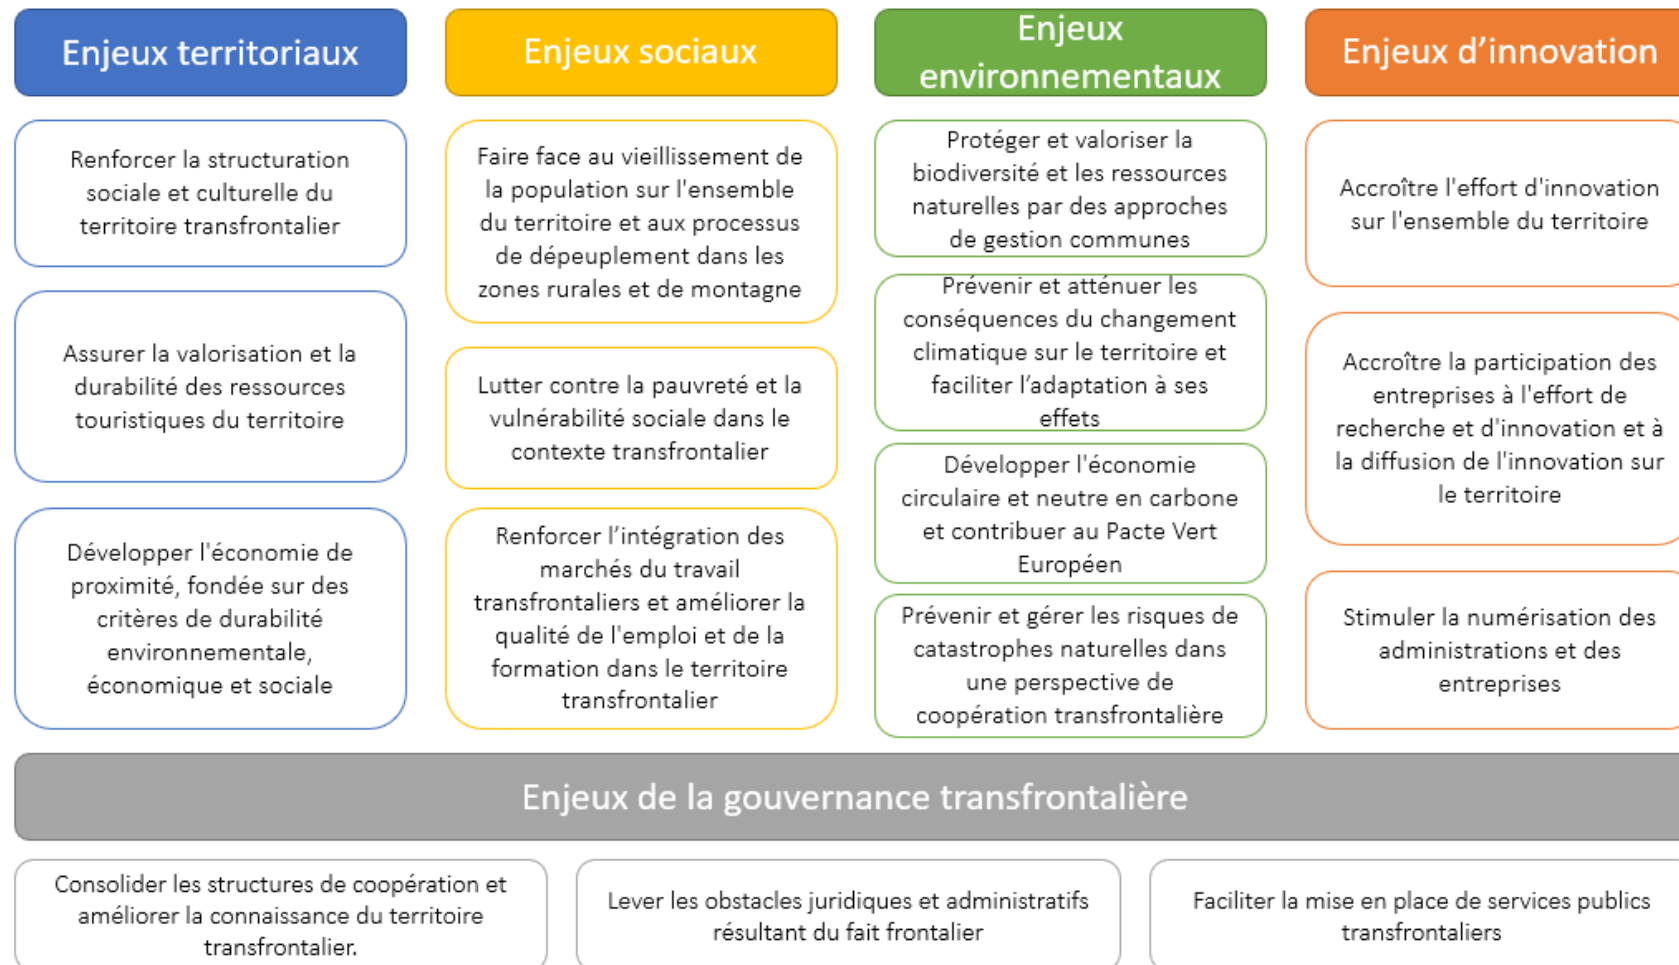 Enjeux territoriaux
Renforcer la structuration
sociale et culturelle du
territoire transfrontalier
Assurer la valorisation et la
durabilité des ressources
touristiques du territoire
Développer l'économie de
proximité, fondée sur des
critères de durabilité
environnementale,
économique et sociale
Enjeux sociaux
Faire face au vieillissement de
la population sur l'ensemble
du territoire et aux processus
de dépeuplement dans les
zones rurales et de montagne
Lutter contre la pauvreté et la
vulnérabilité sociale dans le
contexte transfrontalier
Renforcer l’intégration des
marchés du travail
transfrontaliers et améliorer la
qualité de l'emploi et de la
formation dans le territoire
transfrontalier
Enjeux
environnementaux
Protéger et valoriser la
biodiversité et les ressources
naturelles par des approches
de gestion communes
Prévenir et atténuer les
conséquences du changement
climatique sur le territoire et
faciliter l’adaptation à ses
effets
Développer l'économie
circulaire et neutre en carbone
et contribuer au Pacte Vert
Européen
Prévenir et gérer les risques de
catastrophes naturelles dans
une perspective de
coopération transfrontalière
Enjeux d’innovation
Accroître l'effort d'innovation
sur l'ensemble du territoire
Accroître la participation des
entreprises à l'effort de
recherche et d'innovation et à
la diffusion de l'innovation sur
le territoire
Stimuler la numérisation des
administrations et des
entreprises
Enjeux de la gouvernance transfrontalière
Consolider les structures de coopération et
améliorer la connaissance du territoire
transfrontalier.
Lever les obstacles juridiques et administratifs
résultant du fait frontalier
Faciliter la mise en place de services publics
transfrontaliers